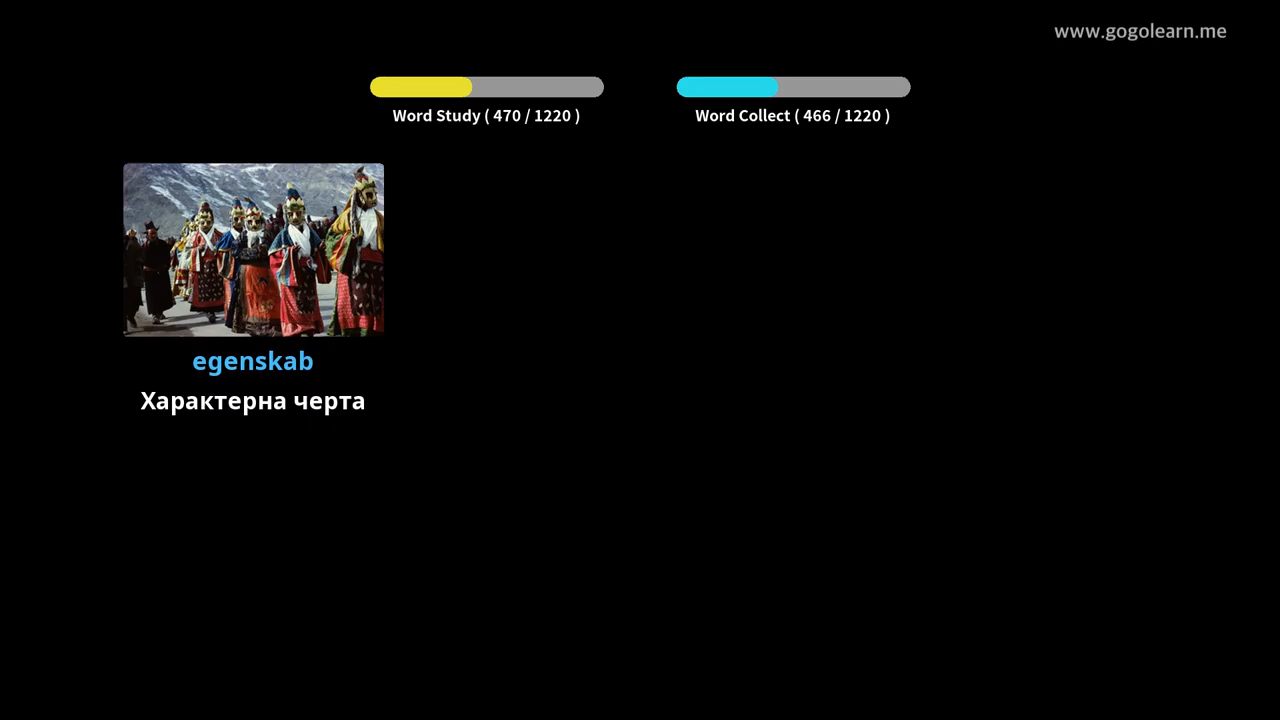 www.gogolearn.me
Word Study ( 470 / 1220 )
Word Collect ( 466 / 1220 )
egenskab
Характерна черта